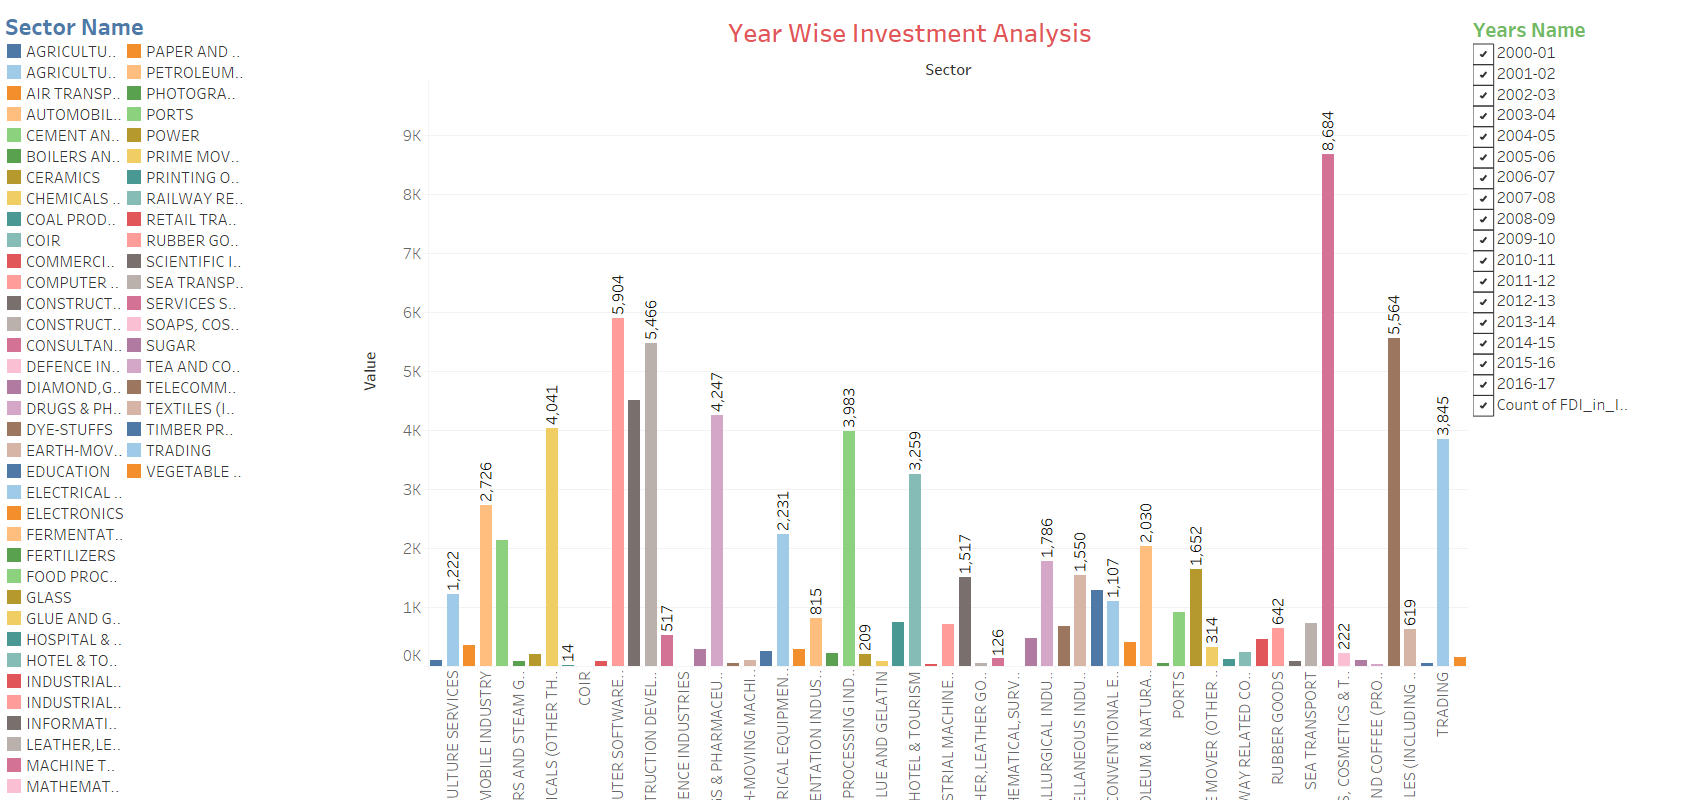 Sector Name
AGRICULTU..
AGRICULTU..
AIR TRANSP..
AUTOMOBIL..
CEMENT AN..
BOILERS AN..
CERAMICS
CHEMICALS ..
COAL PROD..
COIR
COMMERCI..
COMPUTER ..
CONSTRUCT..
CONSTRUCT..
CONSULTAN..
DEFENCE IN..
DIAMOND,G..
DRUGS & PH..
DYE-STUFFS
EARTH-MOV..
EDUCATION
ELECTRICAL ..
ELECTRONICS
FERMENTAT..
FERTILIZERS
FOOD PROC..
GLASS
GLUE AND G..
HOSPITAL & ..
HOTEL & TO..
INDUSTRIAL..
INDUSTRIAL..
INFORMATI..
LEATHER,LE..
MACHINE T..
MATHEMAT..
PAPER AND ..
PETROLEUM..
PHOTOGRA..
PORTS
POWER
PRIME MOV..
PRINTING O..
RAILWAY RE..
RETAIL TRA..
RUBBER GO..
SCIENTIFIC I..
SEA TRANSP..
SERVICES S..
SOAPS, COS..
SUGAR
TEA AND CO..
TELECOMM..
TEXTILES (I..
TIMBER PR..
TRADING
VEGETABLE ..
Year Wise Investment Analysis
Sector
Value
9K
8K
7K
6K
5K
4K
3K
2K
1K
0K
1,222
2,726
4,041
14
5,904
5,466
517
4,247
2,231
815
3,983
209
3,259
1,517
126
1,786
1,550
1,107
2,030
1,652
314
642
8,684
222
5,564
619
3,845
ULTURE SERVICES
MOBILE INDUSTRY
RS AND STEAM G..
ICALS (OTHER TH..
COIR
UTER SOFTWARE..
TRUCTION DEVEL..
ENCE INDUSTRIES
GS & PHARMACEU..
H-MOVING MACHI..
RICAL EQUIPMEN..
ENTATION INDUS..
PROCESSING IND..
LUE AND GELATIN
HOTEL & TOURISM
STRIAL MACHINE..
HER,LEATHER GO..
HEMATICAL,SURV..
ALLURGICAL INDU..
ELLANEOUS INDU..
CONVENTIONAL E..
OLEUM & NATURA..
PORTS
E MOVER (OTHER ..
WAY RELATED CO..
RUBBER GOODS
SEA TRANSPORT
S, COSMETICS & T..
ND COFFEE (PRO..
LES (INCLUDING ..
TRADING
Years Name
2000-01
2001-02
2002-03
2003-04
2004-05
2005-06
2006-07
2007-08
2008-09
2009-10
2010-11
2011-12
2012-13
2013-14
2014-15
2015-16
2016-17
Count of FDI_in_I..